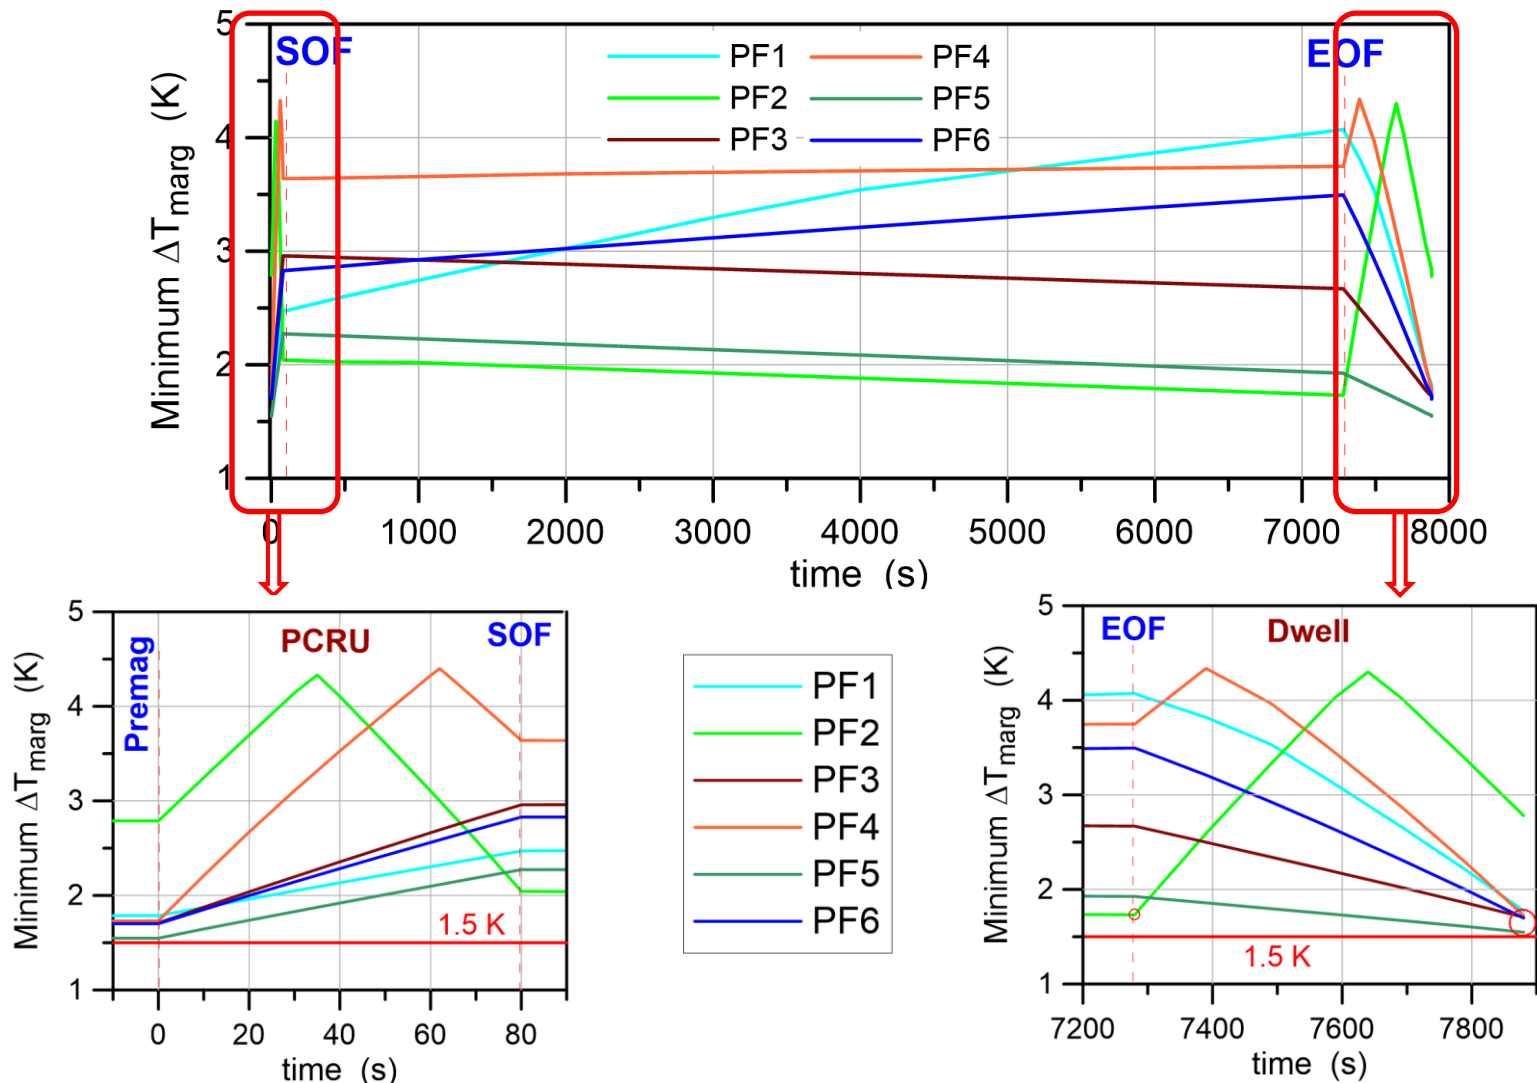 SOF
EOF
PF1
PF4
PF2
PF5
PF3
PF6
Minimum ΔTmarg (K)
5
4
3
2
1
0
1000
2000
3000
4000
5000
6000
7000
8000
time (s)
Premag
PCRU
SOF
1.5 K
Minimum ΔTmarg (K)
5
4
3
2
1
0
20
40
60
80
time (s)
PF1
PF2
PF3
PF4
PF5
PF6
EOF
Dwell
1.5 K
Minimum ΔTmarg (K)
5
4
3
2
1
7200
7400
7600
7800
time (s)